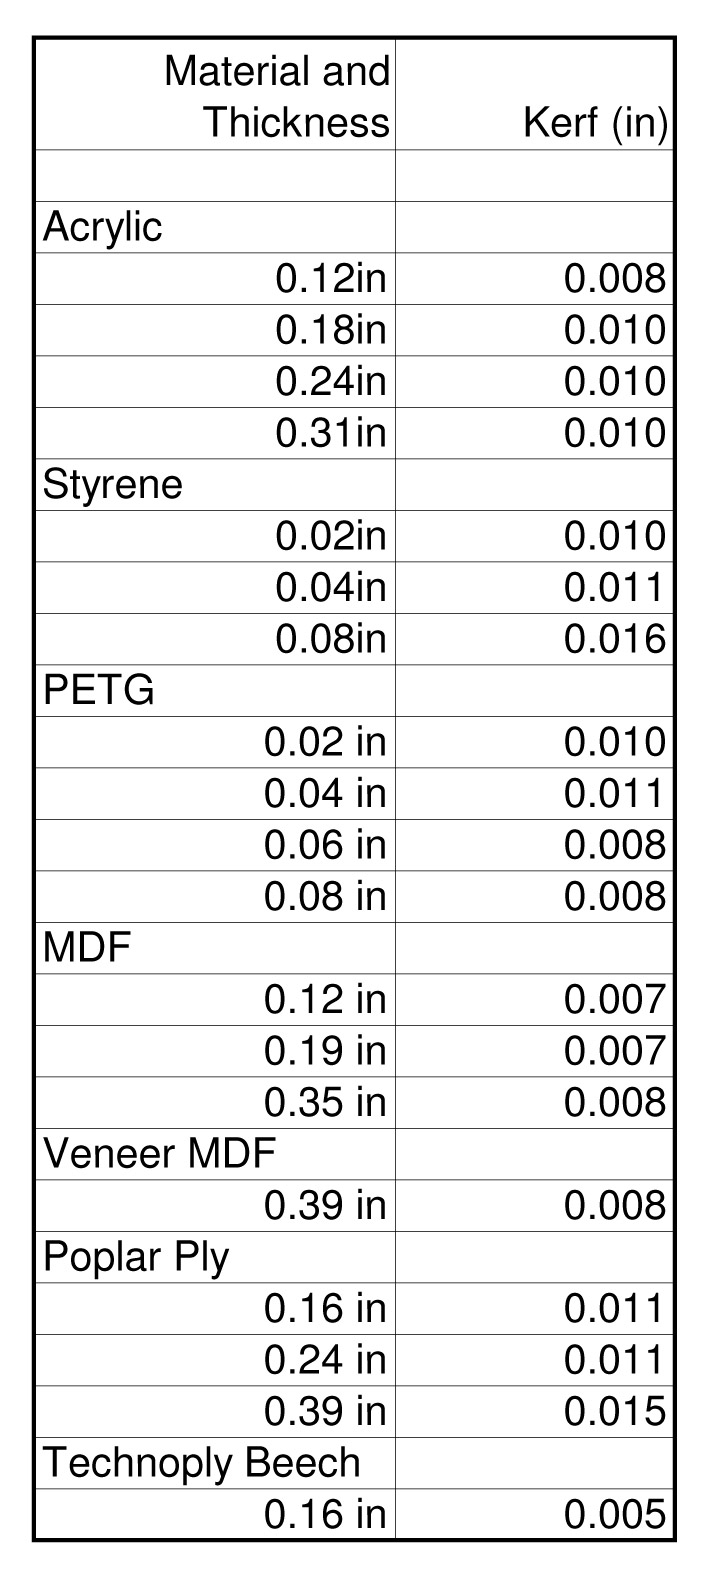 Material and
Thickness Kerf (in)
Acrylic
0.12in 0.008
0.18in 0.010
0.24in 0.010
0.31in 0.010
Styrene
0.02in 0.010
0.04in 0.011
0.08in 0.016
PETG
0.02 in 0.010
0.04 in 0.011
0.06 in 0.008
0.08 in 0.008
MDF
0.12 in 0.007
0.19 in 0.007
0.35 in 0.008
Veneer MDF
0.39 in 0.008
Poplar Ply
0.16 in 0.011
0.24 in 0.011
0.39 in 0.015
Technoply Beech
0.16 in 0.005